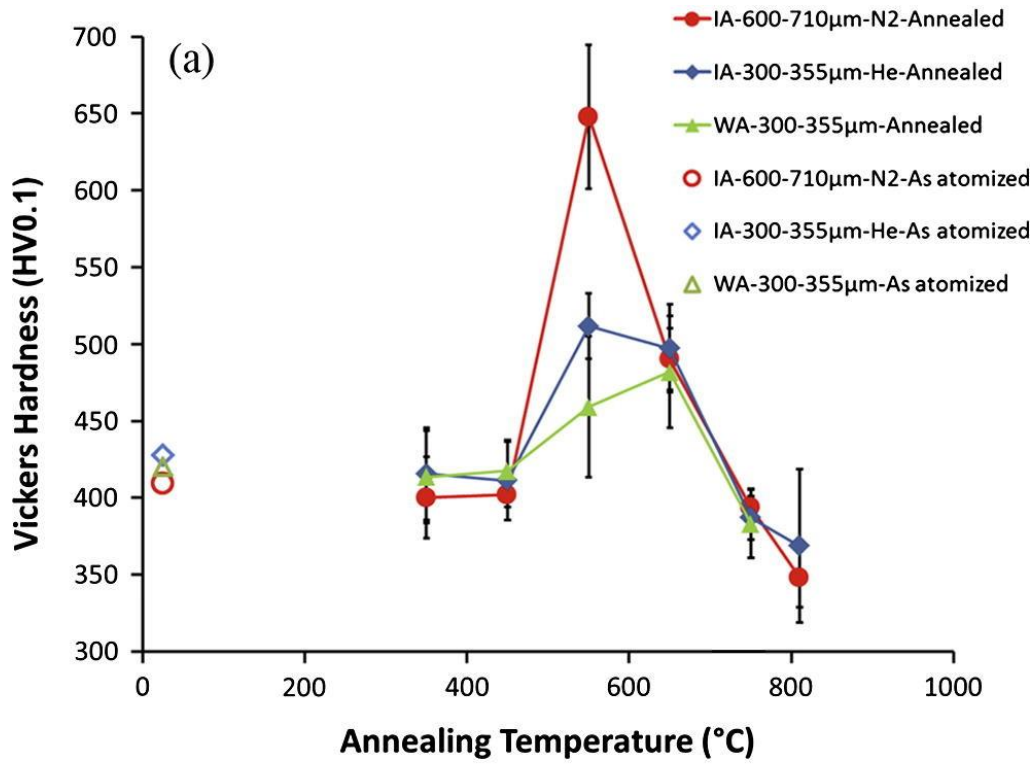 (a)
IA-600-710µm-N2-Annealed
IA-300-355µm-He-Annealed
WA-300-355µm-Annealed
IA-600-710µm-N2-As atomized
IA-300-355µm-He-As atomized
WA-300-355µm-As atomized
Vickers Hardness (HV0.1)
700
650
600
550
500
450
400
350
300
0 200 400 600 800 1000
Annealing Temperature (°C)